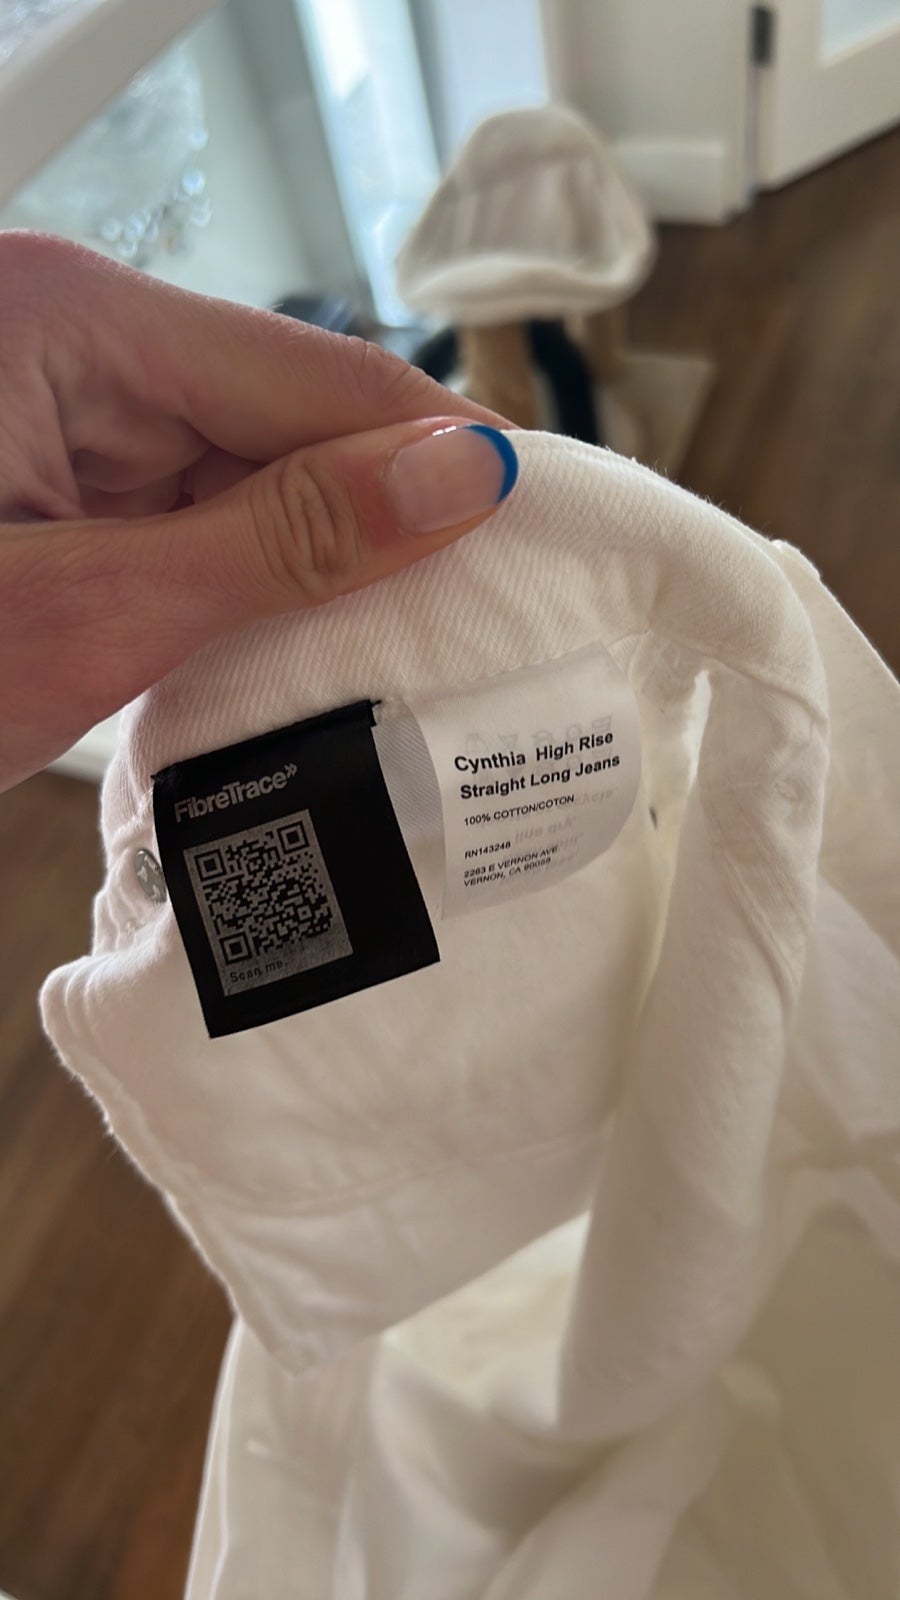 FibreTrace»
Scan me.
Cynthia High Rise
Straight Long Jeans
100% COTTON/COTON
RN143248
2263 E VERNON AVE
VERNON, CA 90058